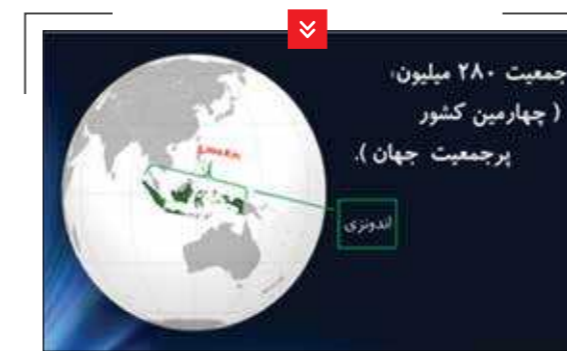 جمعیت ۲۸۰ میلیون،
( چهارمین کشور
پرجمعیت جهان ).
اندونزی